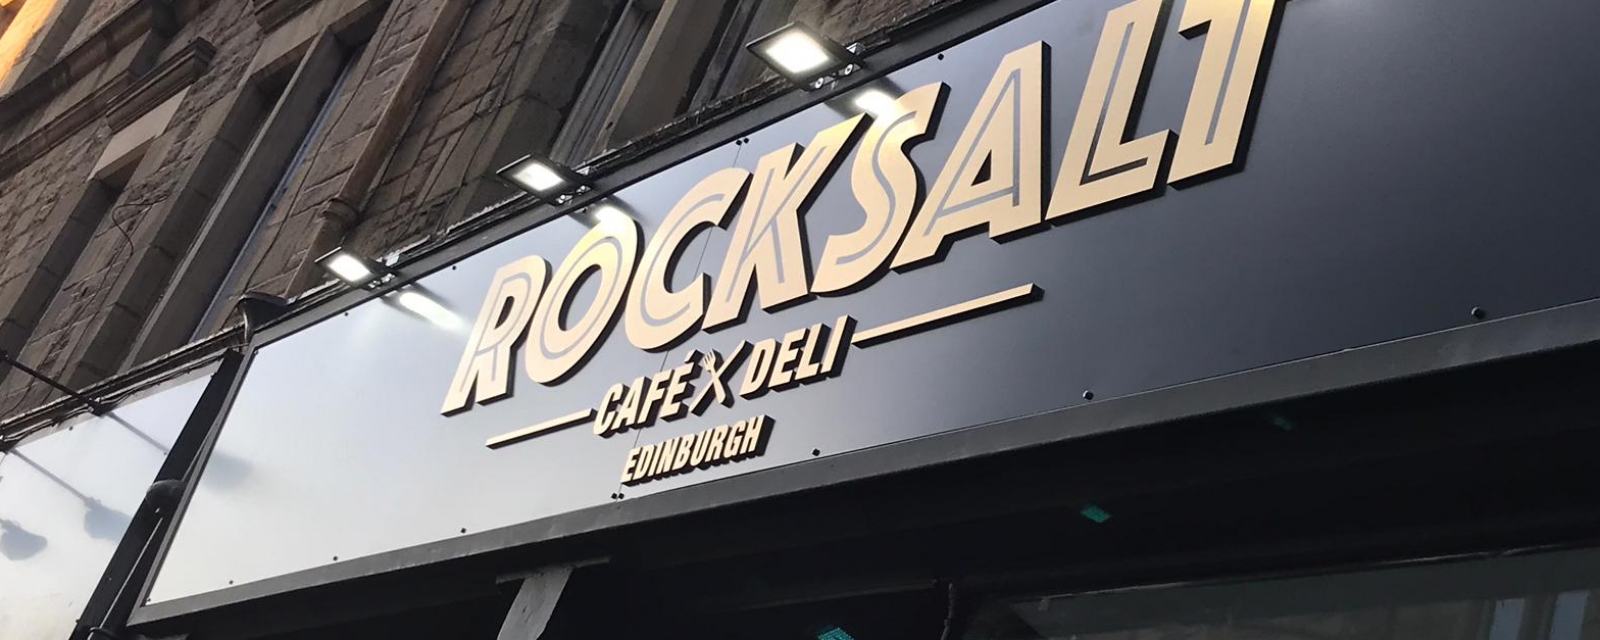 ROCKSALT
CAFÉ DELI
EDINBURGH